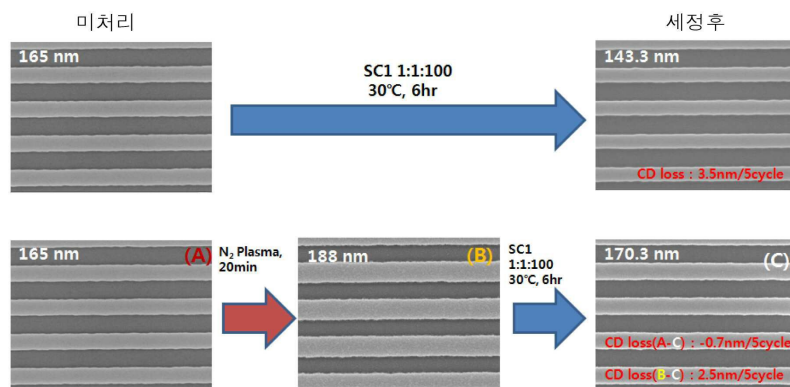 미처리
세정후
165 nm
SC1 1:1:100
30℃, 6hr
143.3 nm
CD loss : 3.5nm/5cycle
165 nm
(A)
N₂ Plasma,
20min
188 nm
(B)
SC1
1:1:100
30℃, 6hr
170.3 nm
(C)
CD loss(A-C) : -0.7nm/5cycle
CD loss(B-C) : 2.5nm/5cycle